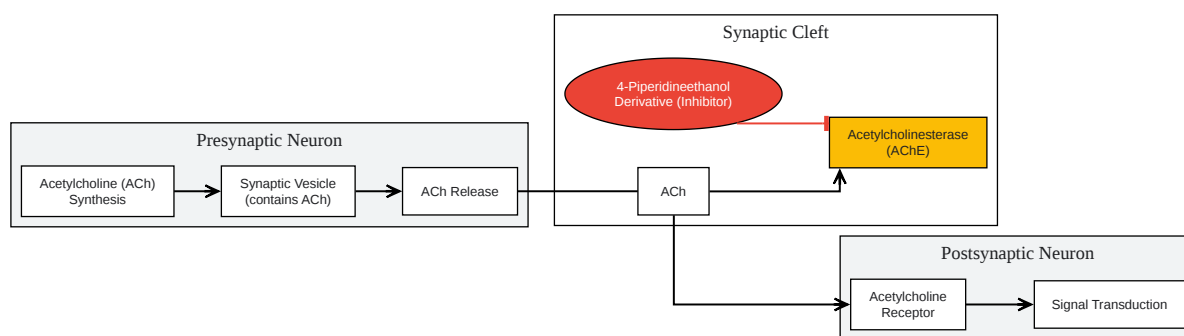 Synaptic Cleft
4-Piperidineethanol
Derivative (Inhibitor)
Acetylcholinesterase
(AChE)
Presynaptic Neuron
Acetylcholine (ACh)
Synthesis
Synaptic Vesicle
(contains ACh)
ACh Release
ACh
Postsynaptic Neuron
Acetylcholine
Receptor
Signal Transduction